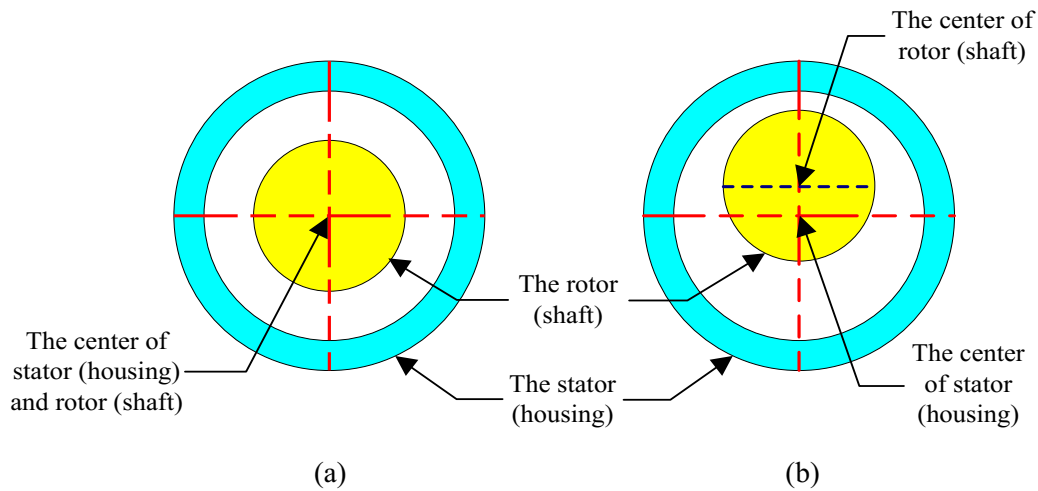 The center of
rotor (shaft)
The rotor
(shaft)
The center of
stator (housing)
and rotor (shaft)
The stator
(housing)
The center
of stator
(housing)
(a)
(b)